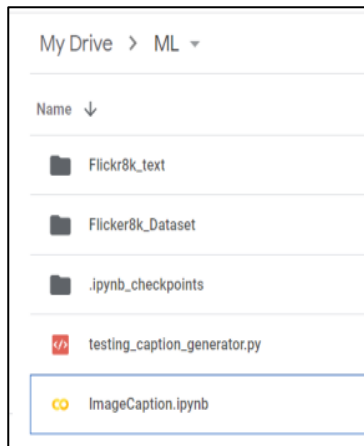 My Drive > ML
Name ↓
Flickr8k_text
Flicker8k_Dataset
.ipynb_checkpoints
testing_caption_generator.py
ImageCaption.ipynb